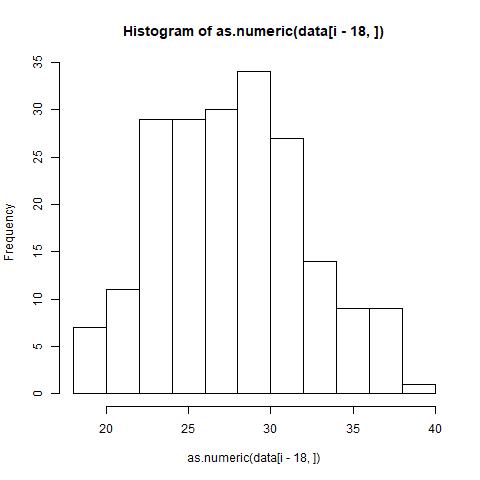 Histogram of as.numeric(data[i - 18, ])
35
30
25
20
15
10
5
0
Frequency
20 25 30 35 40
as.numeric(data[i - 18, ])